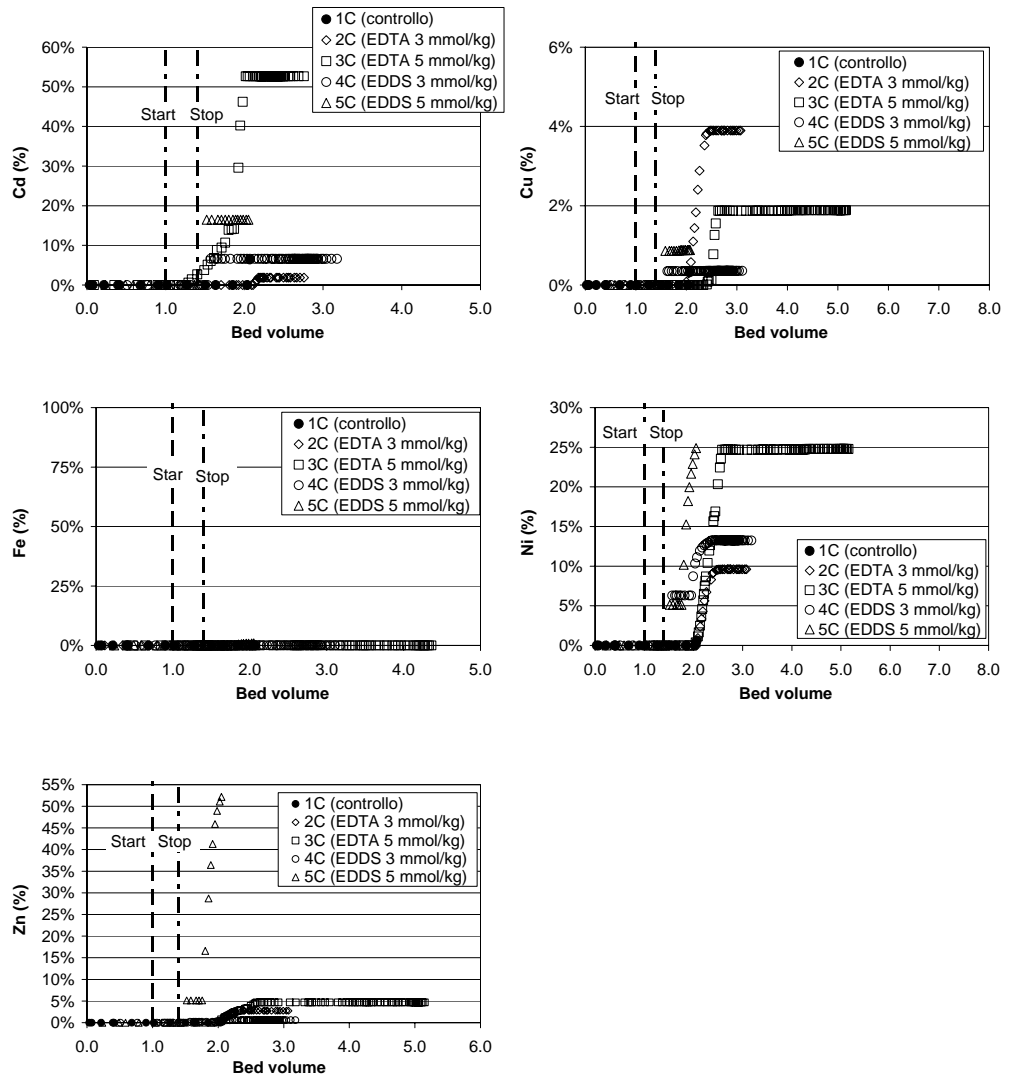 1C (controllo)
2C (EDTA 3 mmol/kg)
3C (EDTA 5 mmol/kg)
4C (EDDS 3 mmol/kg)
5C (EDDS 5 mmol/kg)
60%
50%
40%
30%
20%
10%
0%
Cd (%)
Start
Stop
0.0 1.0 2.0 3.0 4.0 5.0
Bed volume
1C (controllo)
2C (EDTA 3 mmol/kg)
3C (EDTA 5 mmol/kg)
4C (EDDS 3 mmol/kg)
5C (EDDS 5 mmol/kg)
6%
4%
2%
0%
Cu (%)
Start
Stop
0.0 1.0 2.0 3.0 4.0 5.0 6.0 7.0 8.0
Bed volume
1C (controllo)
2C (EDTA 3 mmol/kg)
3C (EDTA 5 mmol/kg)
4C (EDDS 3 mmol/kg)
5C (EDDS 5 mmol/kg)
100%
75%
50%
25%
0%
Fe (%)
Star
Stop
0.0 1.0 2.0 3.0 4.0 5.0
Bed volume
30%
25%
20%
15%
10%
5%
0%
Ni (%)
Start
Stop
1C (controllo)
2C (EDTA 3 mmol/kg)
3C (EDTA 5 mmol/kg)
4C (EDDS 3 mmol/kg)
5C (EDDS 5 mmol/kg)
0.0 1.0 2.0 3.0 4.0 5.0 6.0 7.0 8.0
Bed volume
55%
50%
45%
40%
35%
30%
25%
20%
15%
10%
5%
0%
Zn (%)
Start
Stop
1C (controllo)
2C (EDTA 3 mmol/kg)
3C (EDTA 5 mmol/kg)
4C (EDDS 3 mmol/kg)
5C (EDDS 5 mmol/kg)
0.0 1.0 2.0 3.0 4.0 5.0 6.0
Bed volume